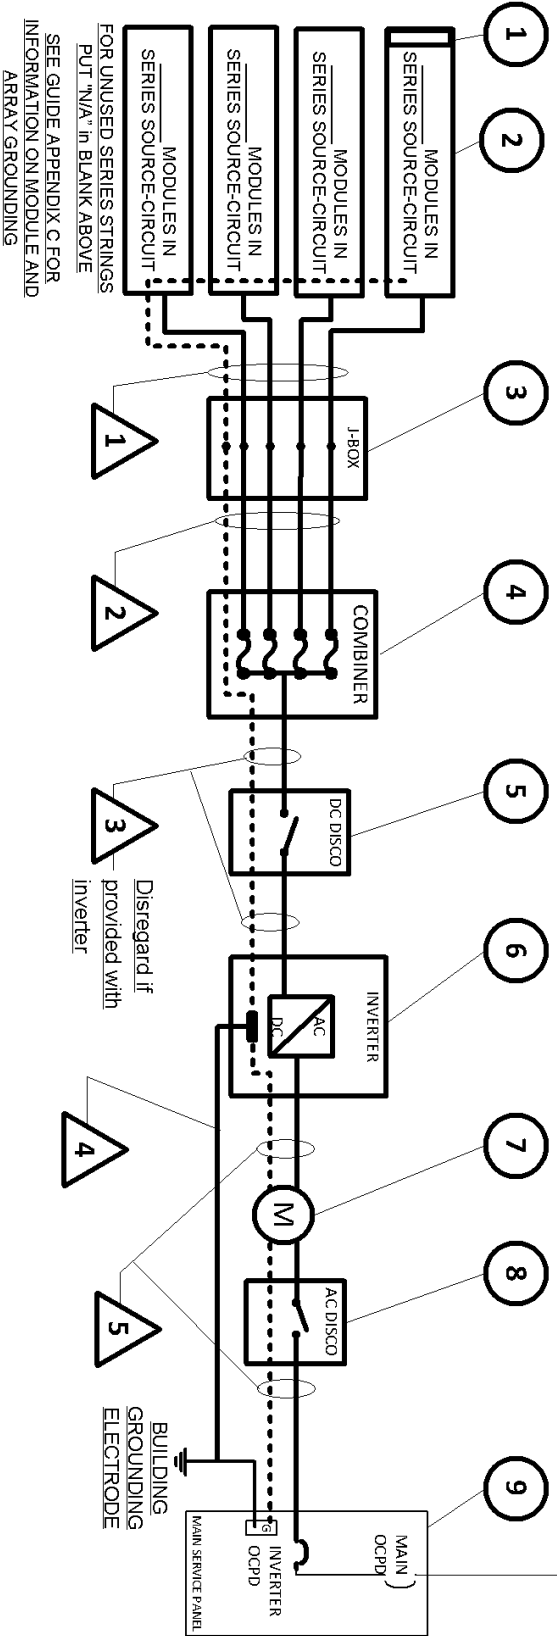 1
2
3
4
5
6
7
8
9
MODULES IN
SERIES SOURCE-CIRCUIT
MODULES IN
SERIES SOURCE-CIRCUIT
MODULES IN
SERIES SOURCE-CIRCUIT
MODULES IN
SERIES SOURCE-CIRCUIT
FOR UNUSED SERIES STRINGS
PUT "N/A" in BLANK ABOVE
SEE GUIDE APPENDIX C FOR
INFORMATION ON MODULE AND
ARRAY GROUNDING
J-BOX
COMBINER
DC DISCO
INVERTER
AC
DC
M
AC DISCO
MAIN
OCPD
INVERTER
OCPD
G
MAIN SERVICE PANEL
1
2
3
Disregard if
provided with
inverter
4
5
BUILDING
GROUNDING
ELECTRODE